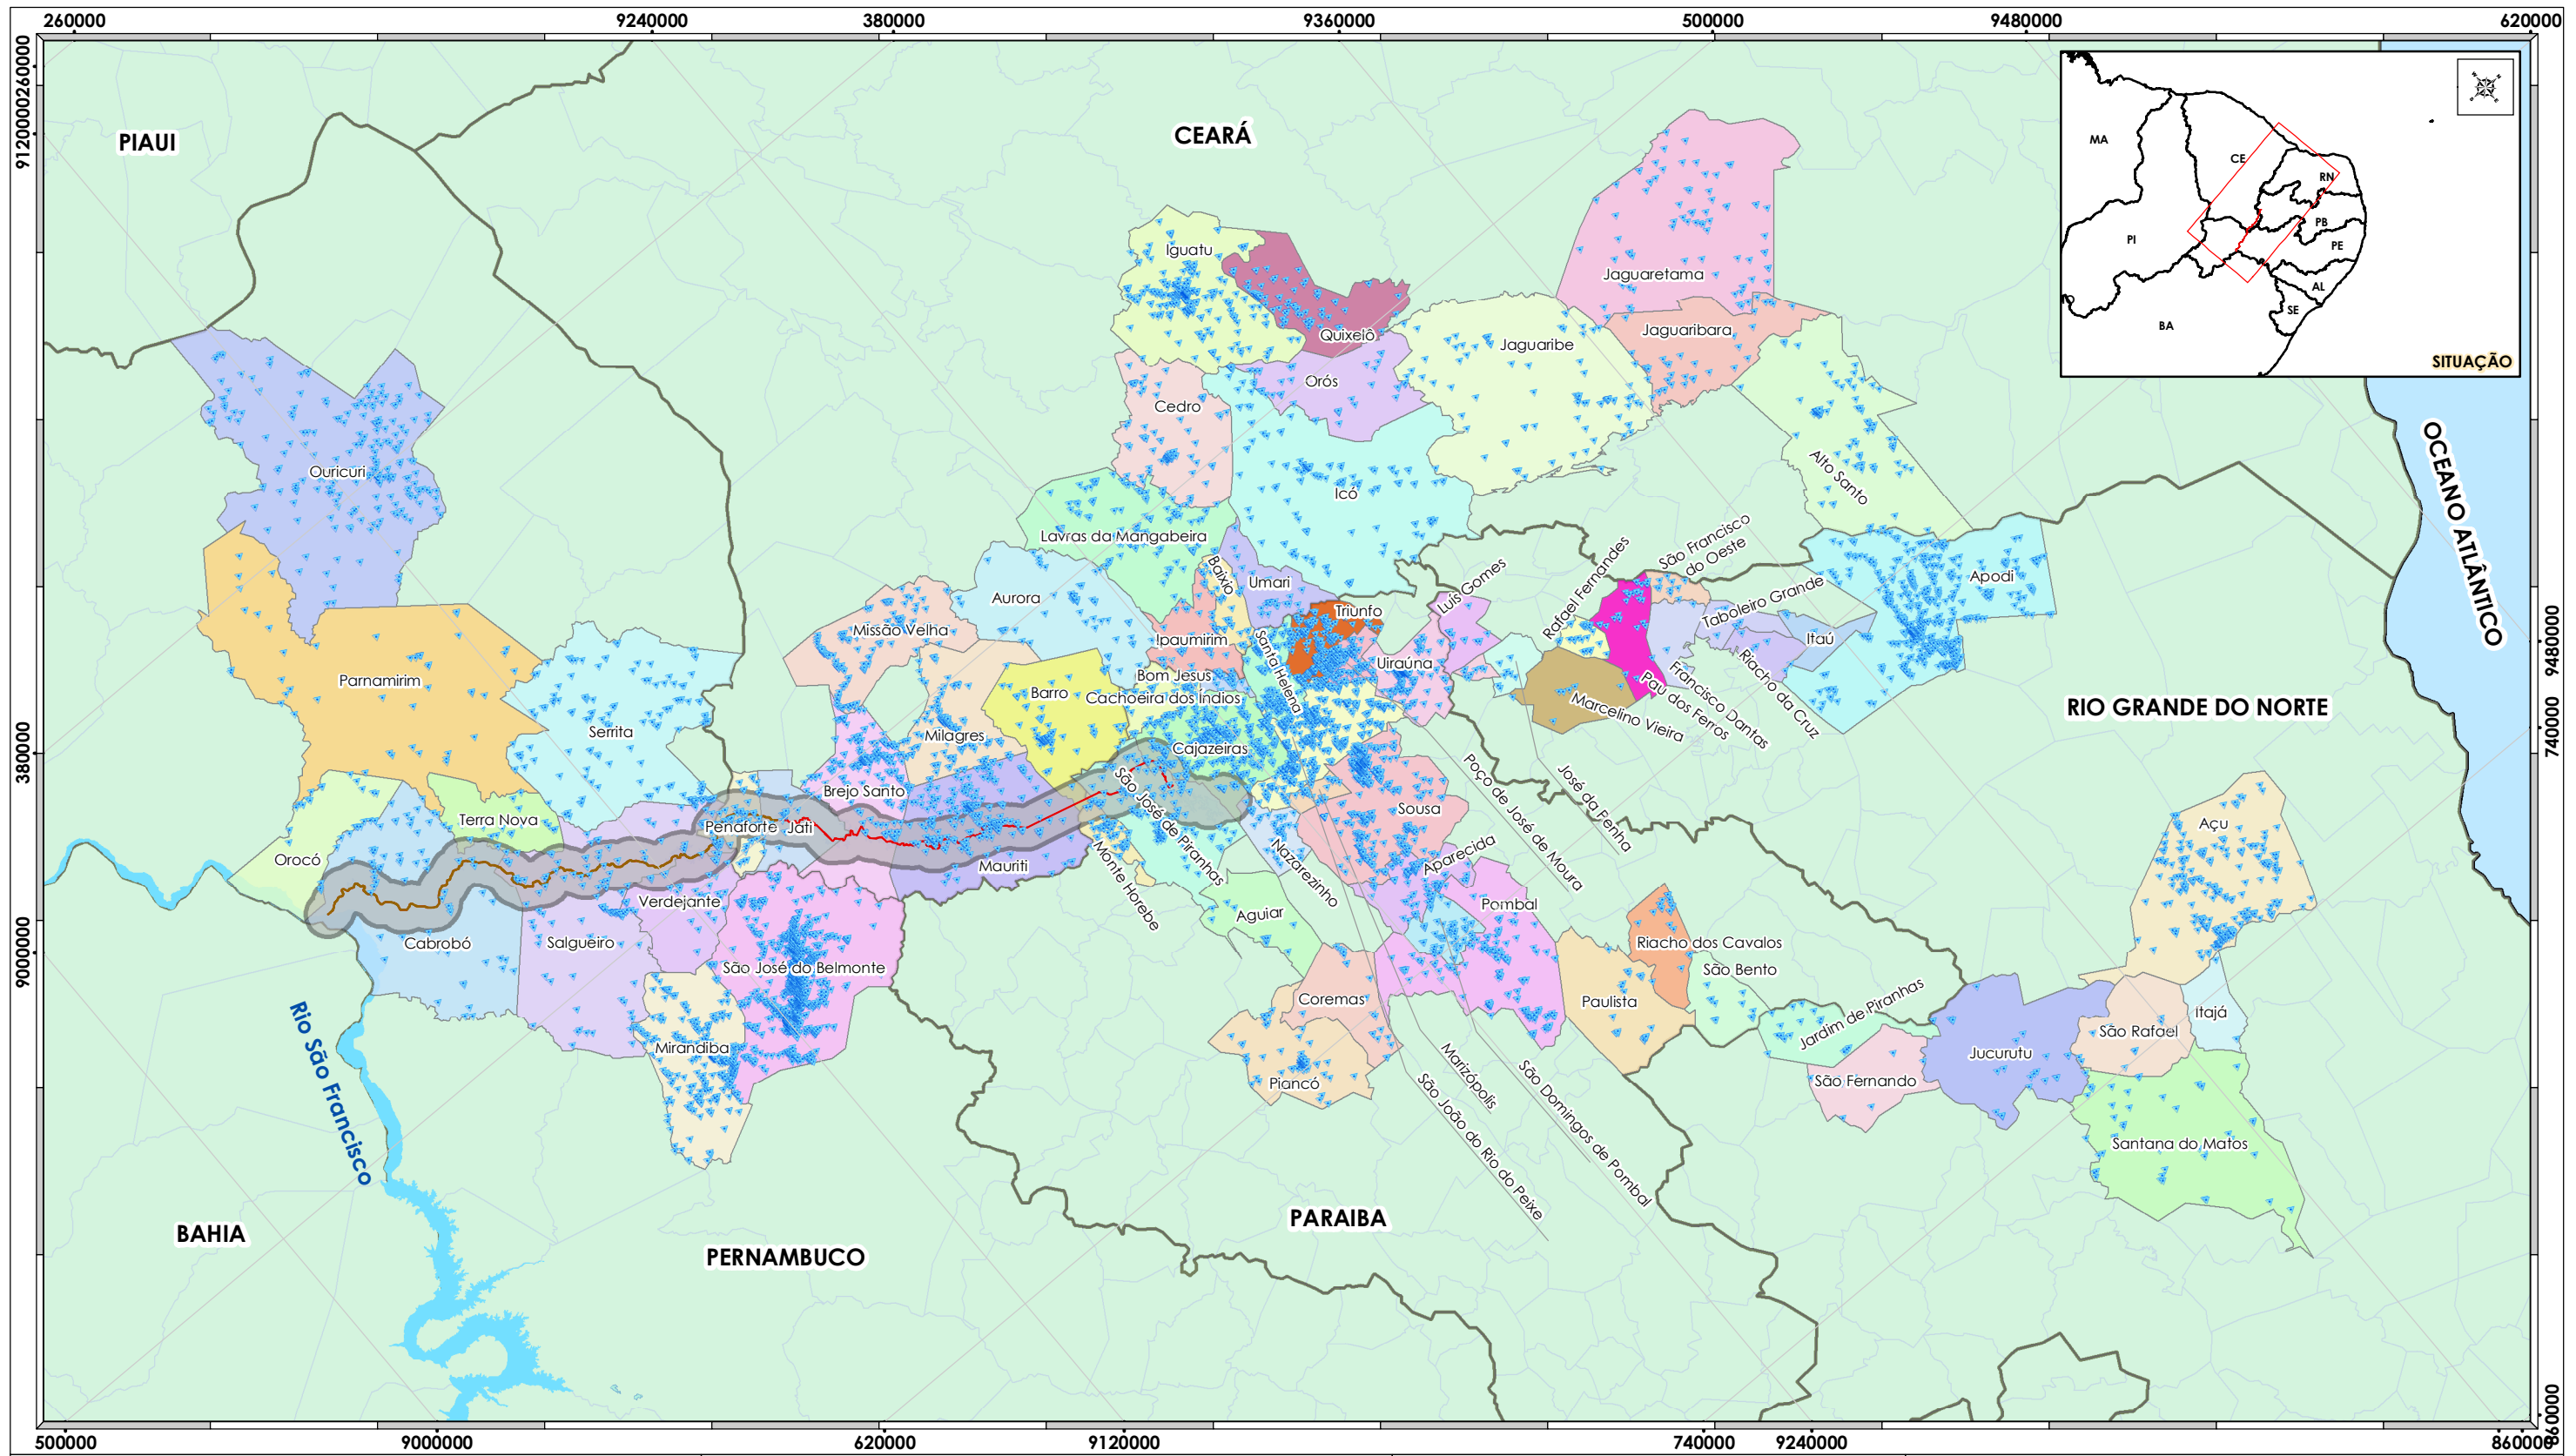 260000
9240000
380000
9360000
500000
9480000
620000
9260000
9120000
PIAUI
CEARÁ
MA
CE
RN
PB
PI
PE
AL
SE
BA
SITUAÇÃO
Iguatu
Quixelô
Jaguaretama
Jaguaribara
Jaguaribe
Orós
Cedro
Icó
Alto Santo
OCEANO ATLÂNTICO
Ouricuri
Lavras da Mangabeira
Baixio
Umari
Aurora
Missão Velha
Ipaumirim
Triunfo
Santa Helena
Uiraúna
Luis Gomes
Rafael Fernandes
São Francisco
do Oeste
Taboleiro Grande
Apodi
Itaú
Riacho da Cruz
Francisco Dantas
Pau dos Ferros
Marcelino Vieira
Parnamirim
Serrita
Barro
Bom Jesus
Cachoeira dos Índios
Milagres
Cajazeiras
Brejo Santo
RIO GRANDE DO NORTE
9480000
740000
380000
9000000
Terra Nova
Orocó
Penaforte
Jati
Mauriti
São José de Piranhas
Monte Horebe
Nazarezinho
Sousa
Aparecida
Poço de José de Moura
José da Penha
Açu
Cabrobó
Salgueiro
Verdejante
São José do Belmonte
Mirandiba
Aguiar
Pombal
Coremas
Piancó
Paulista
Riacho dos Cavalos
São Bento
Jardim de Piranhas
São Fernando
Jucurutu
São Rafael
Itajá
Santana do Matos
Marizópolis
São João do Rio do Peixe
São Domingos de Pombal
Rio São Francisco
BAHIA
PERNAMBUCO
PARAIBA
500000
9000000
620000
9120000
740000
9240000
860000